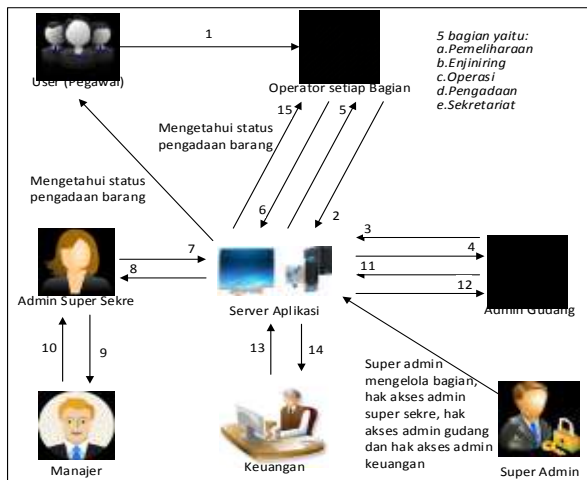 1
5 bagian yaitu:
a.Pemeliharaan
b.Enjiniring
c.Operasi
d.Pengadaan
e.Sekretariat
User (Pegawai)
Operator setiap Bagian
15
5
Mengetahui status
pengadaan barang
Mengetahui status
pengadaan barang
6
2
3
4
7
8
11
12
Admin Super Sekre
Server Aplikasi
Admin Gudang
10
9
13
14
Super admin
mengelola bagian,
hak akses admin
super sekre, hak
akses admin gudang
dan hak akses admin
keuangan
Manajer
Keuangan
Super Admin